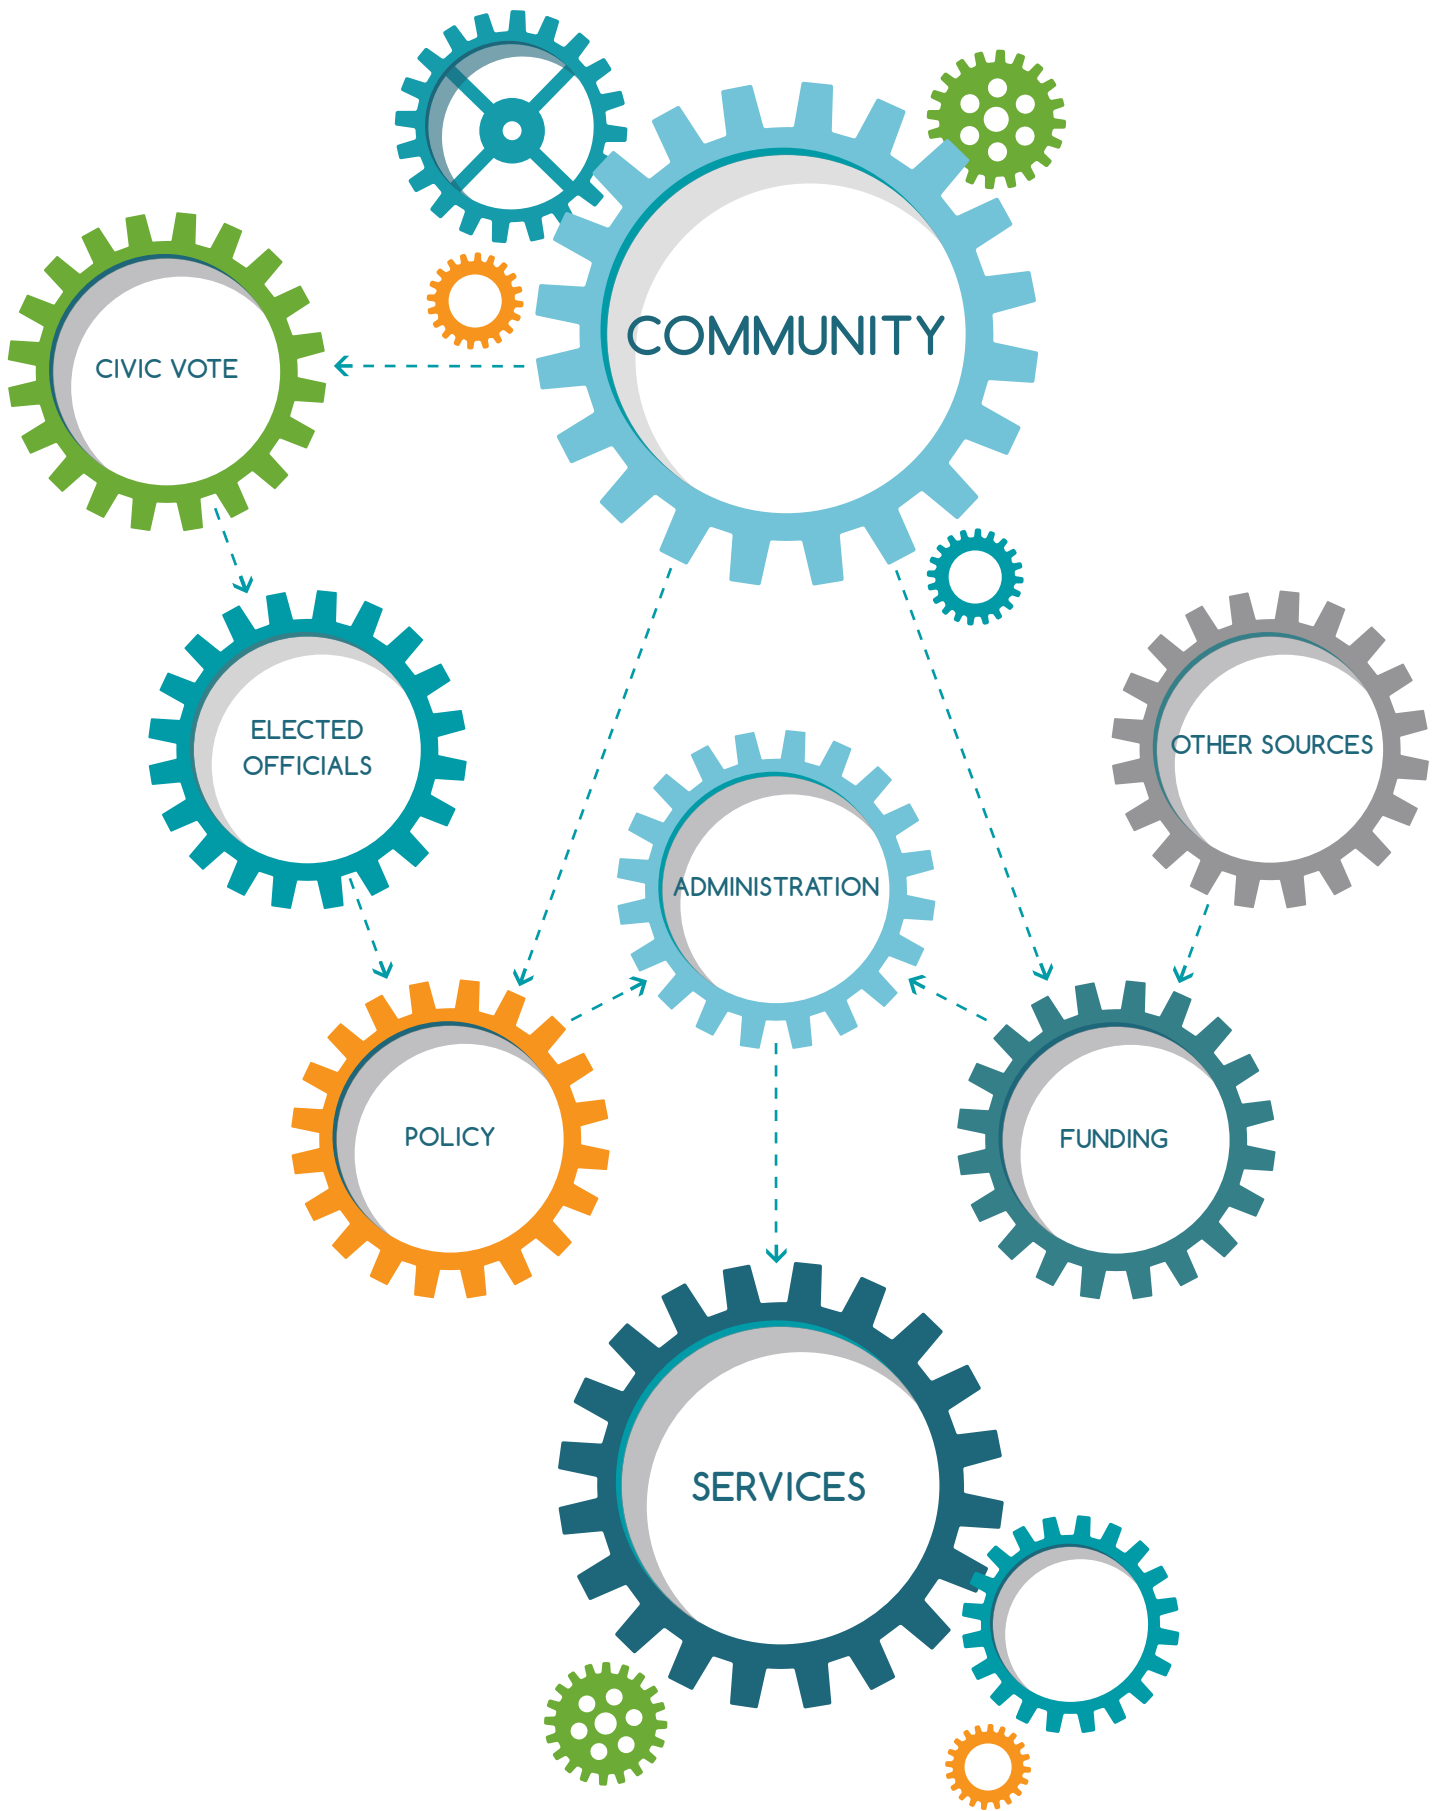 COMMUNITY
CIVIC VOTE
ELECTED
OFFICIALS
OTHER SOURCES
ADMINISTRATION
POLICY
FUNDING
SERVICES